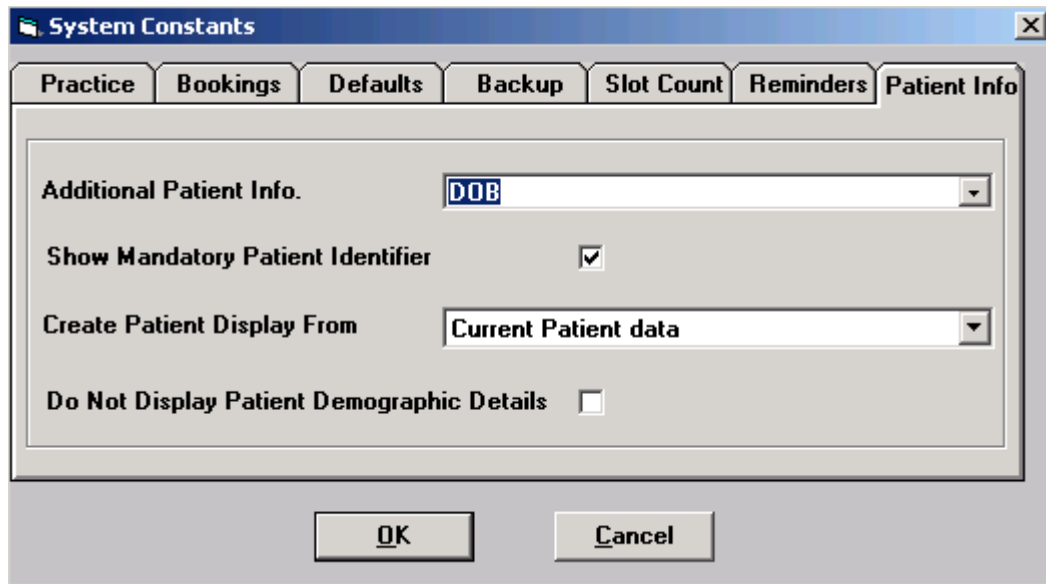 System Constants
Practice Bookings Defaults Backup Slot Count Reminders Patient Info
Additional Patient Info. DOB
Show Mandatory Patient Identifier
Create Patient Display From Current Patient data
Do Not Display Patient Demographic Details
OK Cancel